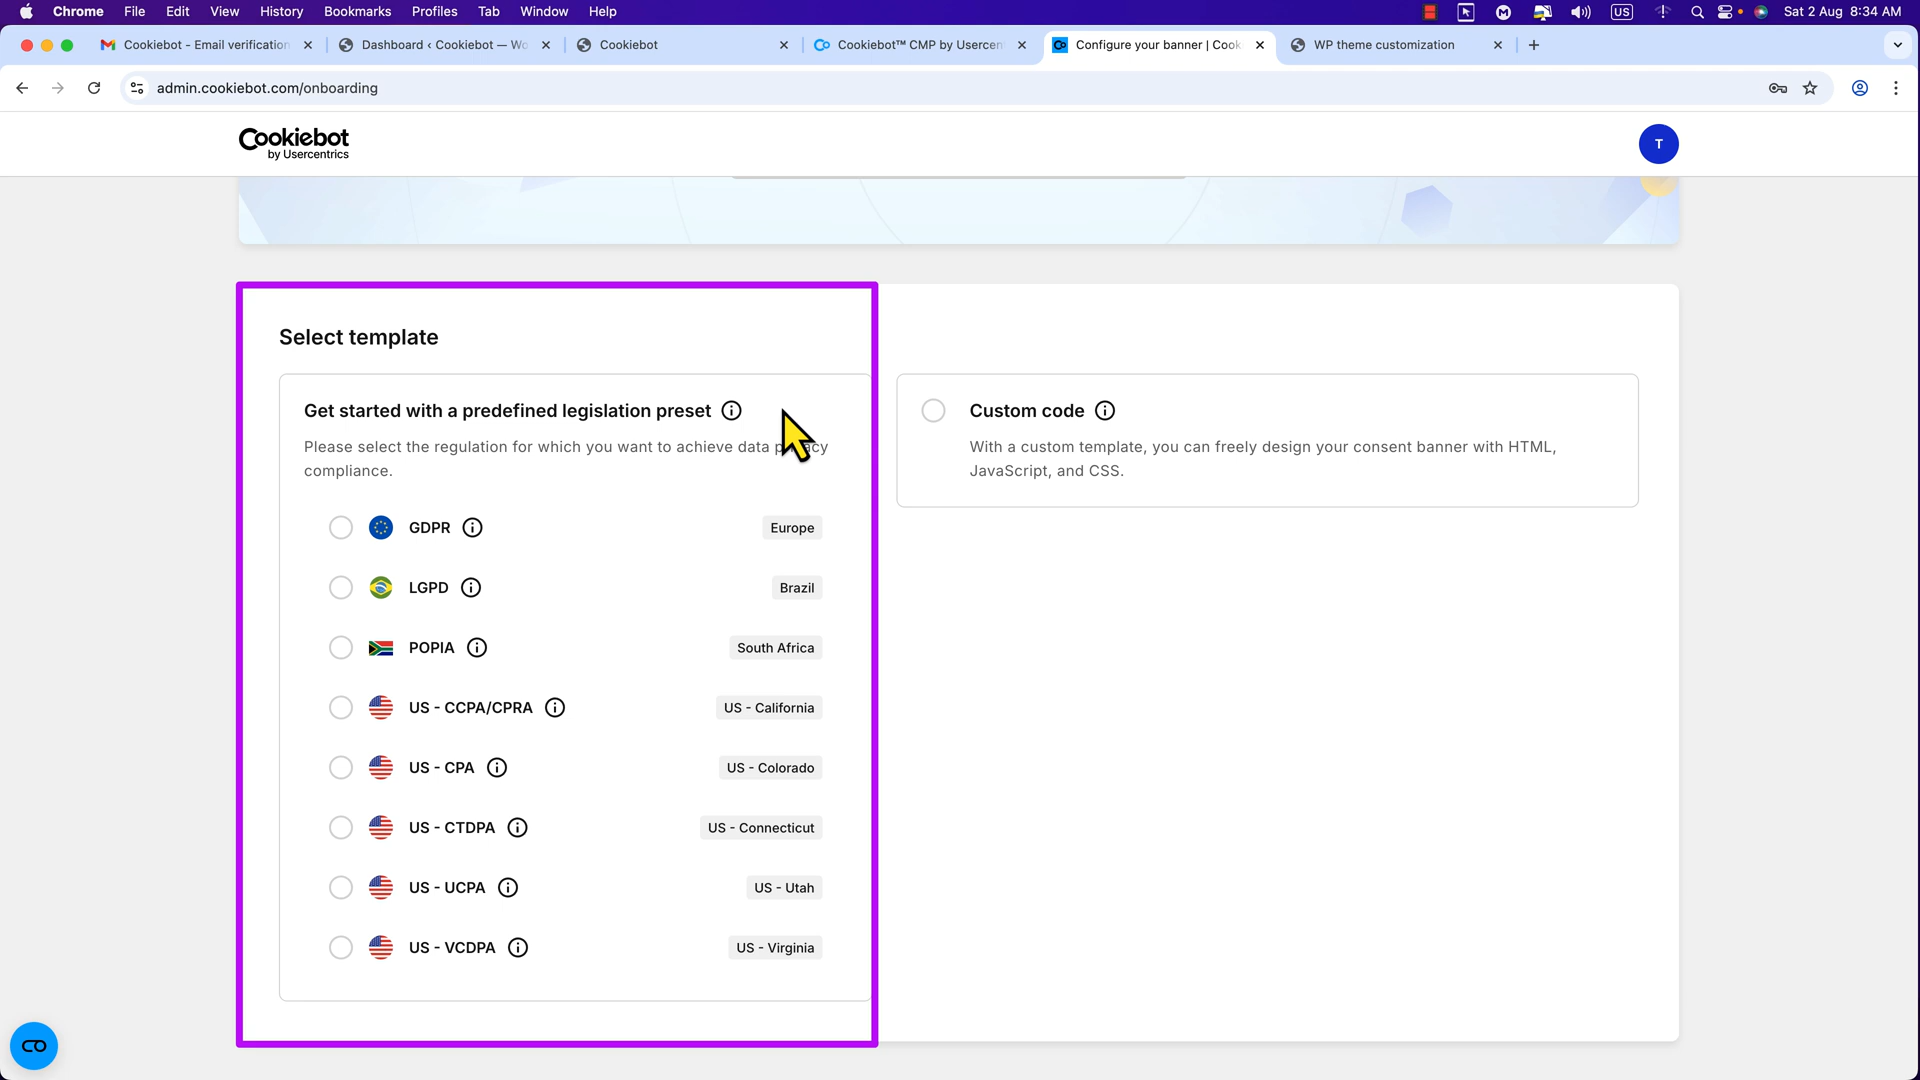 Chrome File Edit View History Bookmarks Profiles Tab Window Help US Sat 2 Aug 8:34 AM
Cookiebot - Email verification Dashboard ‹ Cookiebot — Wo Cookiebot Cookiebot™ CMP by Usercen Configure your banner | Cook WP theme customization
admin.cookiebot.com/onboarding
Cookiebot
by Usercentrics
T
Select template
Get started with a predefined legislation preset
Please select the regulation for which you want to achieve data p cy
compliance.
GDPR Europe
LGPD Brazil
POPIA South Africa
US - CCPA/CPRA US - California
US - CPA US - Colorado
US - CTDPA US - Connecticut
US - UCPA US - Utah
US - VCDPA US - Virginia
Custom code
With a custom template, you can freely design your consent banner with HTML,
JavaScript, and CSS.